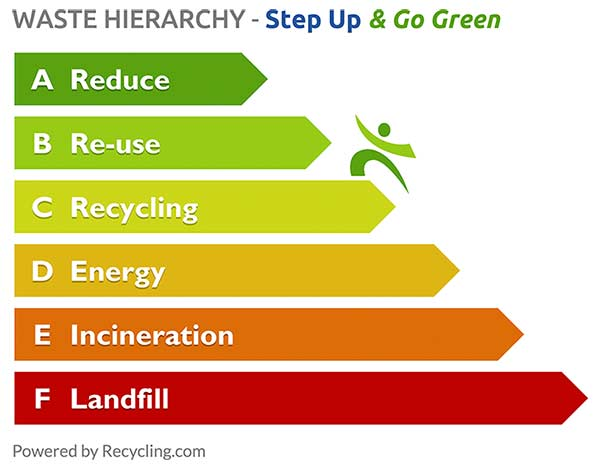 WASTE HIERARCHY - Step Up & Go Green
A Reduce
B Re-use
C Recycling
D Energy
E Incineration
F Landfill
Powered by Recycling.com